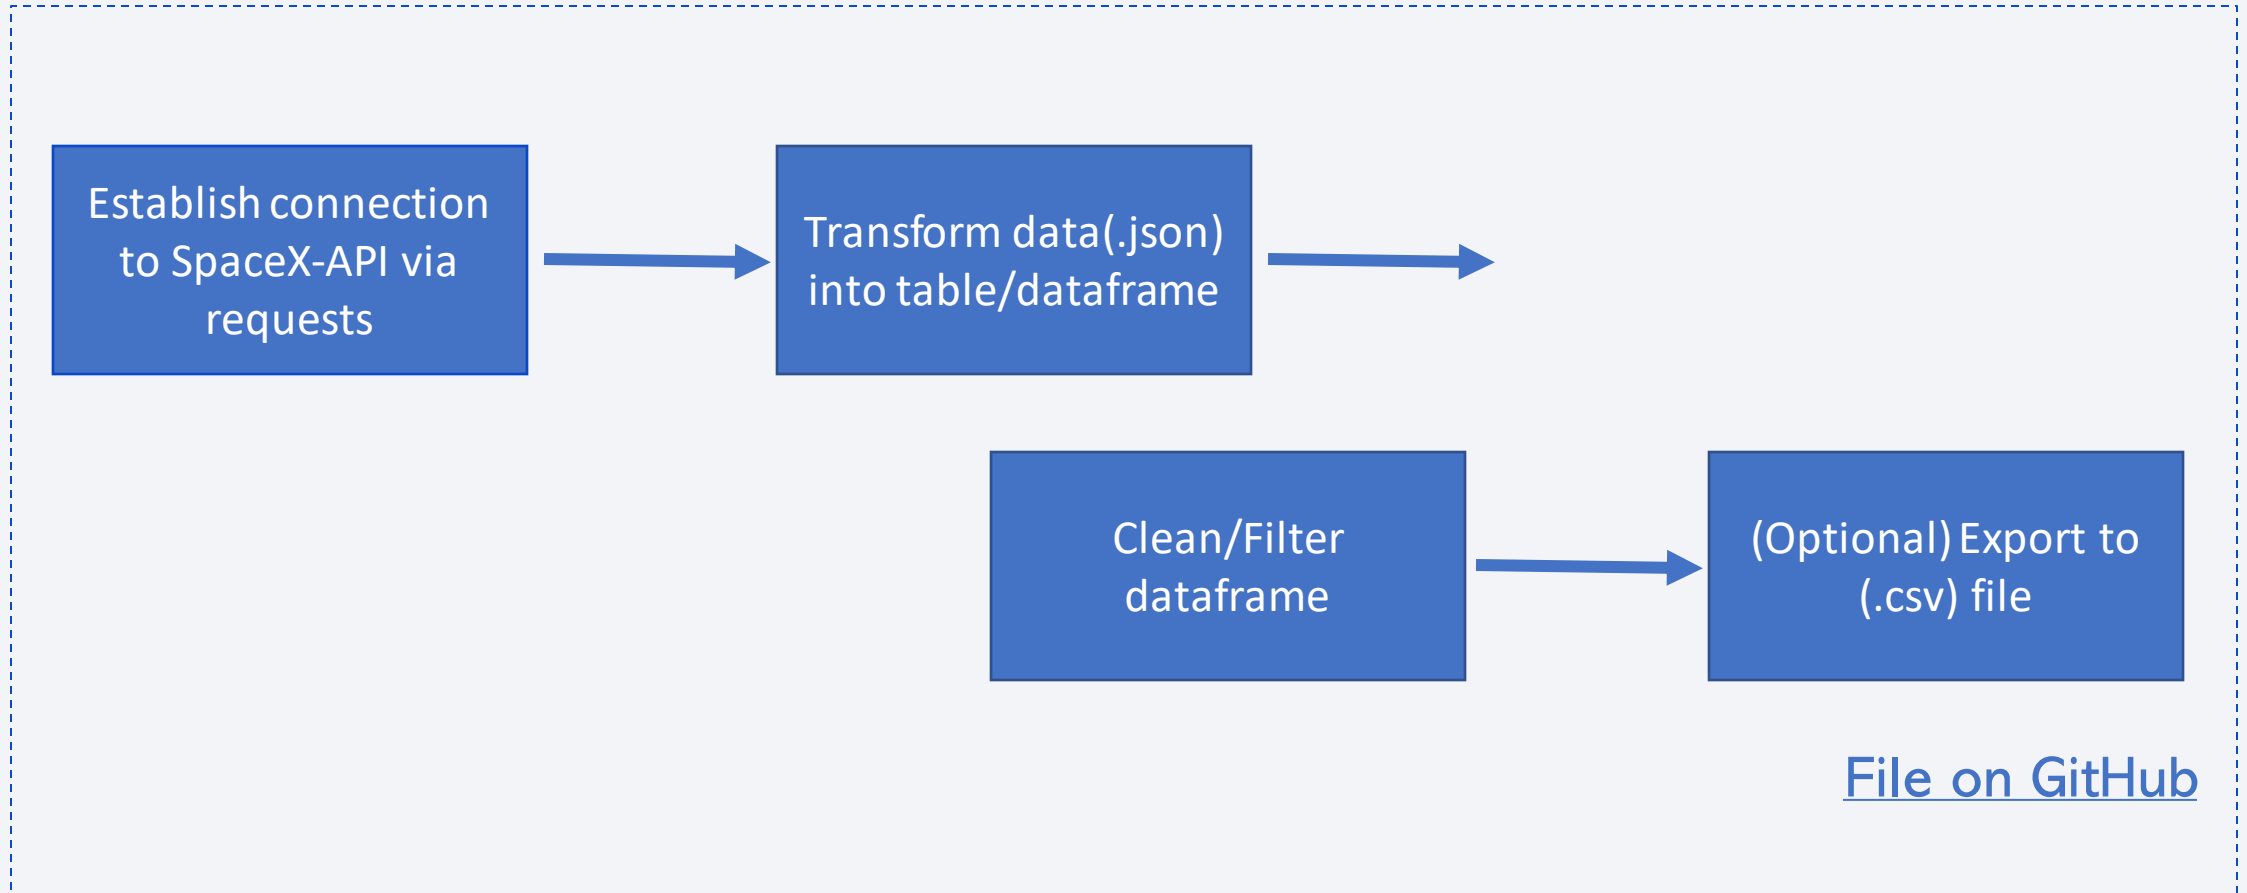 Establish connection
to SpaceX-API via
requests
Transform data(.json)
into table/dataframe
Clean/Filter
dataframe
(Optional) Export to
(.csv) file
File on GitHub